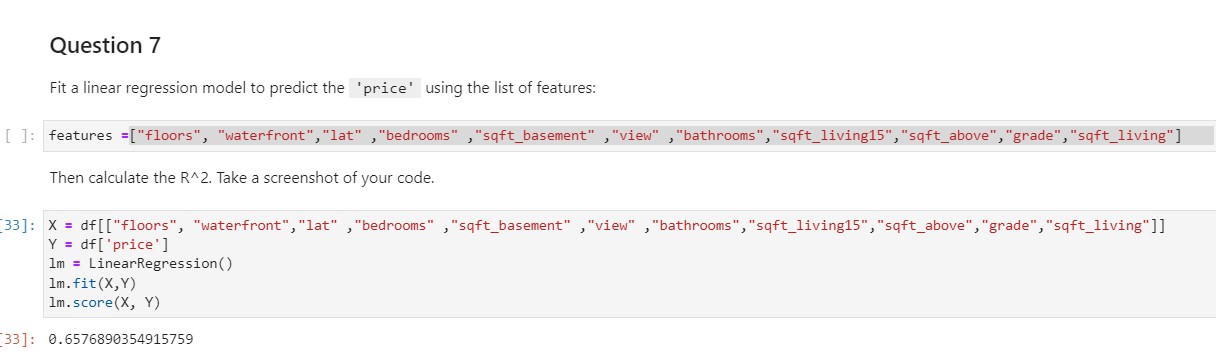 Question 7
Fit a linear regression model to predict the 'price' using the list of features:
[ ]: features =["floors", "waterfront","lat" ,"bedrooms" ,"sqft_basement" ,"view" ,"bathrooms","sqft_living15","sqft_above","grade","sqft_living"]
Then calculate the R^2. Take a screenshot of your code.
[33]: X = df[["floors", "waterfront","lat" ,"bedrooms" ,"sqft_basement" ,"view" ,"bathrooms","sqft_living15","sqft_above","grade","sqft_living"]]
Y = df['price']
lm = LinearRegression()
lm.fit(X,Y)
lm.score(X, Y)
[33]: 0.6576890354915759